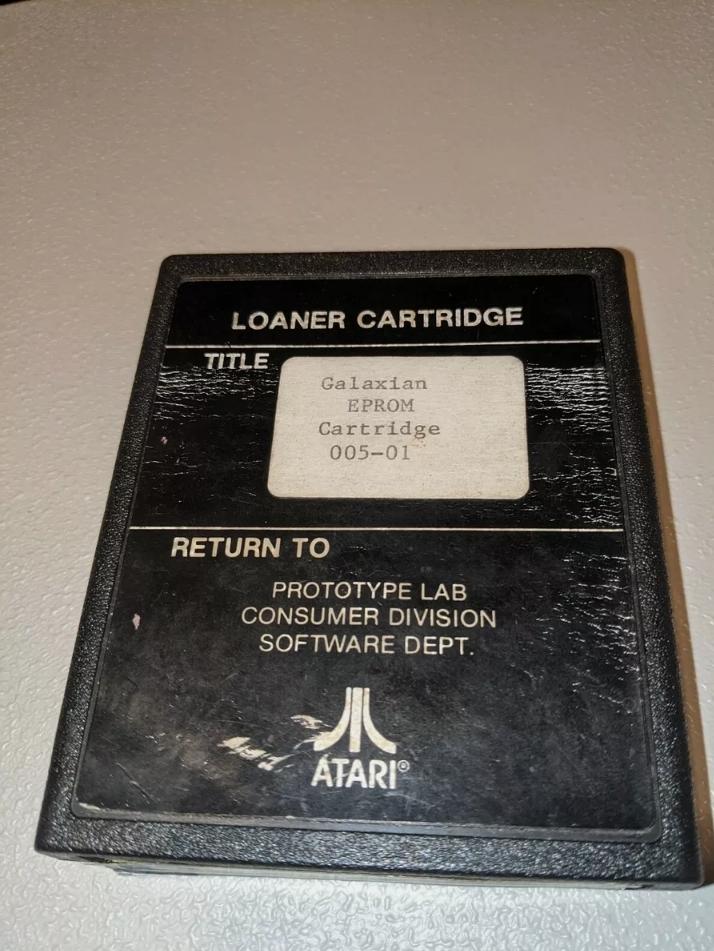 LOANER CARTRIDGE
TITLE
Galaxian
EPROM
Cartridge
005-01
RETURN TO
PROTOTYPE LAB
CONSUMER DIVISION
SOFTWARE DEPT.
ATARI®